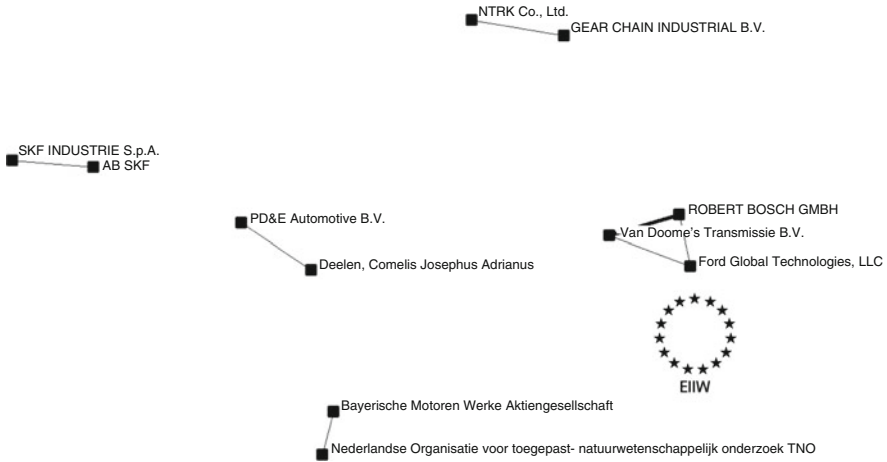 NTRK Co., Ltd.
GEAR CHAIN INDUSTRIAL B.V.
SKF INDUSTRIE S.p.A.
AB SKF
PD&E Automotive B.V.
ROBERT BOSCH GMBH
Van Doome's Transmissie B.V.
Deelen, Comelis Josephus Adrianus
Ford Global Technologies, LLC
EIIW
Bayerische Motoren Werke Aktiengesellschaft
Nederlandse Organisatie voor toegepast- natuurwetenschappelijk onderzoek TNO